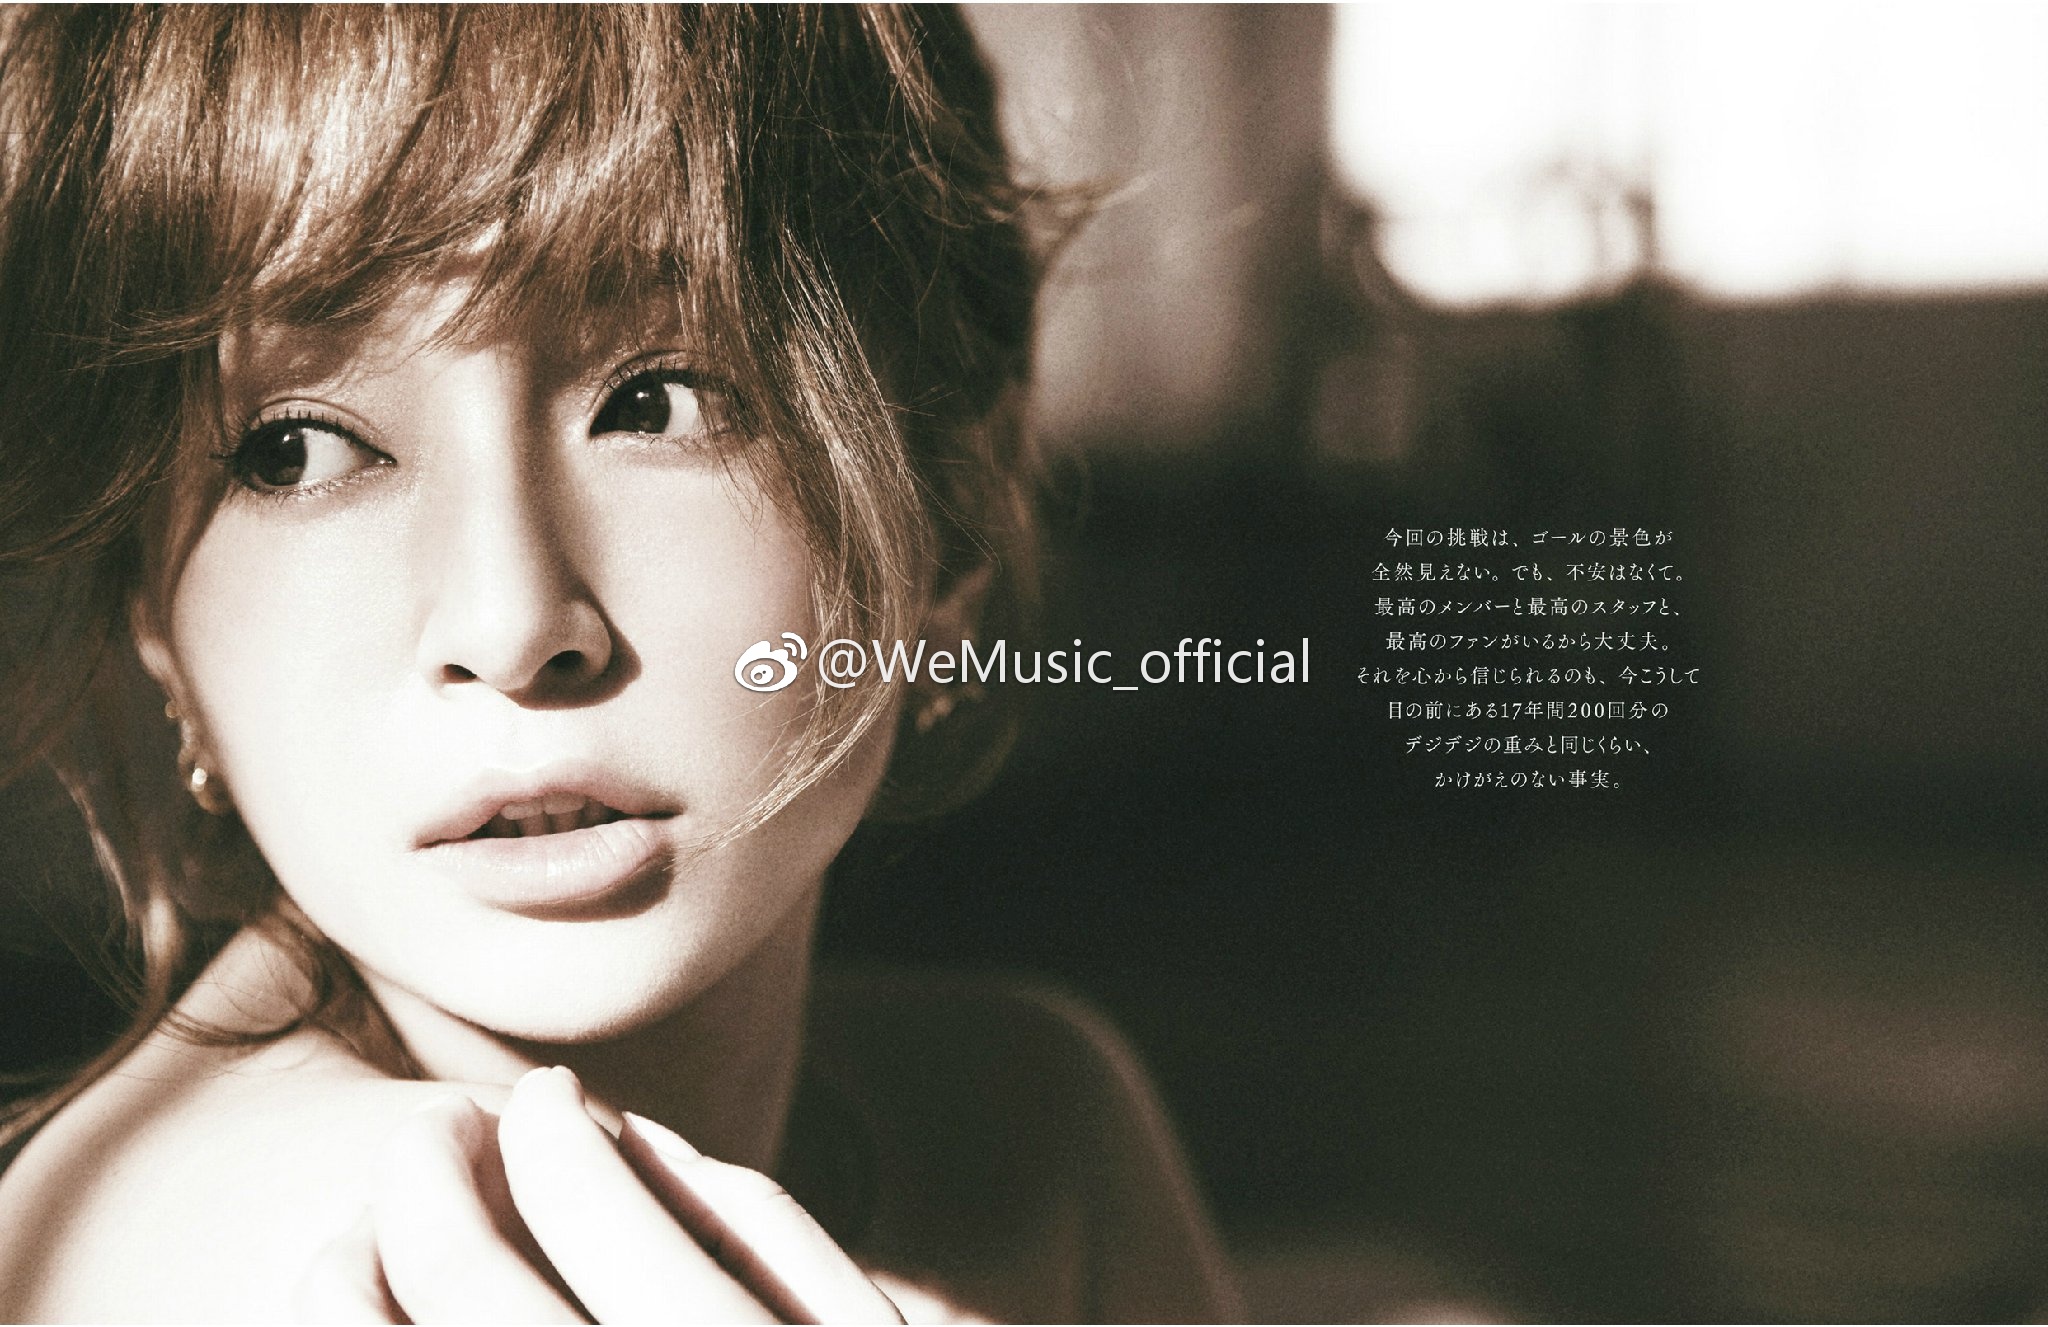 今回の挑戦は、ゴールの景色が
全然見えない。でも、不安はなくて。
最高のメンバーと最高のスタッフと、
最高のファンがいるから大丈夫。
それを心から信じられるのも、今こうして
目の前にある17年間200回分の
デジデジの重みと同じくらい、
かけがえのない事実。
@WeMusic_official